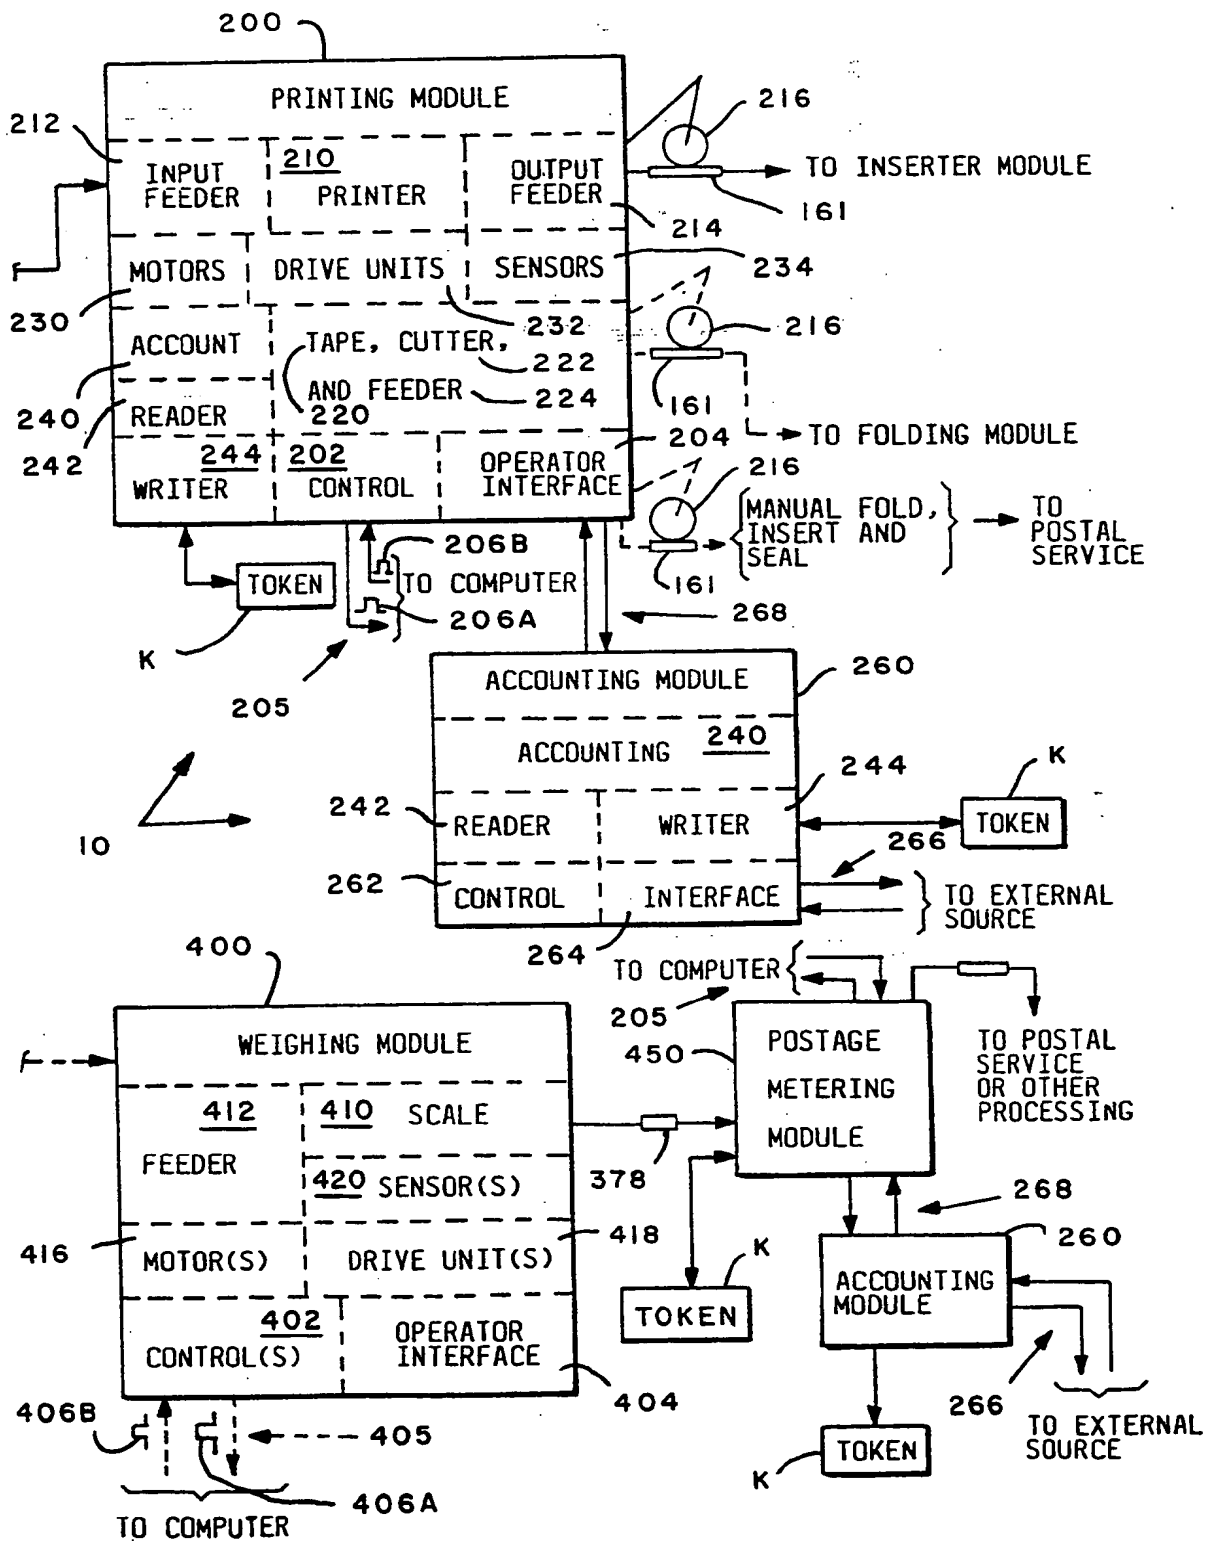 200
PRINTING MODULE
212
216
INPUT
FEEDER
210
PRINTER
OUTPUT
FEEDER
TO INSERTER MODULE
161
214
MOTORS
DRIVE UNITS
SENSORS
234
230
232
216
ACCOUNT
TAPE, CUTTER,
222
AND FEEDER
224
240
READER
220
161
242
244
202
204
TO FOLDING MODULE
WRITER
CONTROL
OPERATOR
INTERFACE
216
MANUAL FOLD,
INSERT AND
SEAL
TO
POSTAL
SERVICE
206B
TOKEN
TO COMPUTER
161
206A
268
K
205
ACCOUNTING MODULE
260
ACCOUNTING
240
K
244
242
READER
WRITER
TOKEN
10
266
262
CONTROL
INTERFACE
TO EXTERNAL
SOURCE
264
400
TO COMPUTER
205
WEIGHING MODULE
450
POSTAGE
METERING
MODULE
TO POSTAL
SERVICE
OR OTHER
PROCESSING
412
410
SCALE
FEEDER
420
SENSOR(S)
378
268
416
MOTOR(S)
DRIVE UNIT(S)
418
K
260
TOKEN
ACCOUNTING
MODULE
402
CONTROL(S)
OPERATOR
INTERFACE
404
266
406B
405
TO EXTERNAL
SOURCE
K
TOKEN
406A
TO COMPUTER